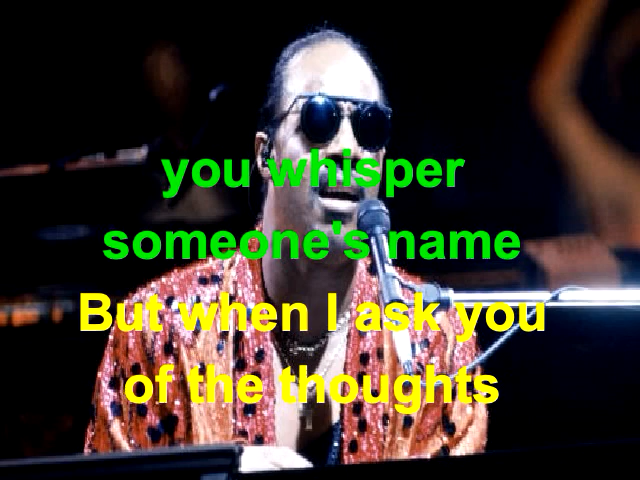 you whisper
someone's name
But when I ask you
of the thoughts